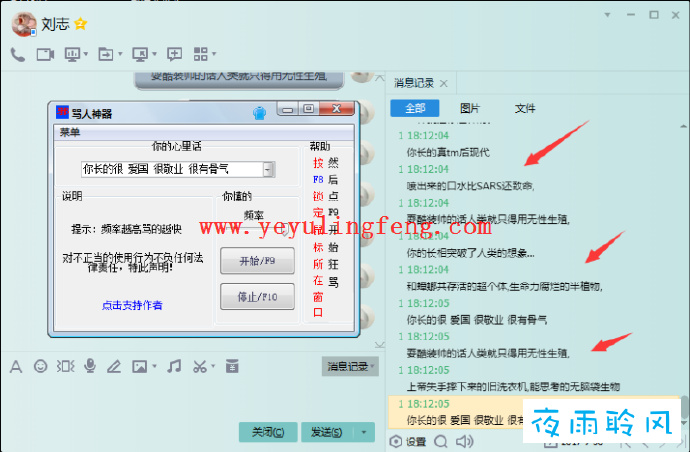 刘志
要酷装帅的话人类就只得用无性生殖,
骂人神器
菜单
你的心里话
你长的很 爱国 很敬业 很有骨气
说明
提示：频率越高骂的越快
对不正当的使用行为不负任何法
律责任，特此声明！
点击支持作者
你懂的
频率
开始/F9
停止/F10
帮助
按F8锁定鼠标所在窗口
然后点F9开始狂骂
www.yeyulingfeng.com
消息记录
关闭(C)
发送(S)
消息记录
全部
图片
文件
1 18:12:04
你长的真tm后现代
1 18:12:04
喷出来的口水比SARS还致命,
1 18:12:04
要酷装帅的话人类就只得用无性生殖,
1 18:12:04
你的长相突破了人类的想象...
1 18:12:04
和蟑螂共存活的超个体,生命力腐烂的半植物,
1 18:12:05
你长的很 爱国 很敬业 很有骨气
1 18:12:05
要酷装帅的话人类就只得用无性生殖,
1 18:12:05
上帝失手摔下来的旧洗衣机,能思考的无脑袋生物
1 18:12:05
你长的很 爱国 很敬业 很有
夜雨聆风
设置